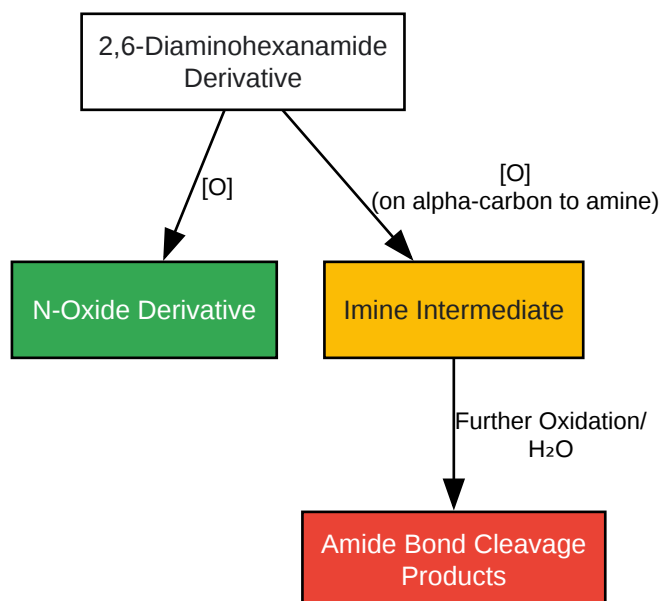 2,6-Diaminohexanamide
Derivative
[O]
[O]
(on alpha-carbon to amine)
N-Oxide Derivative
Imine Intermediate
Further Oxidation/
H₂O
Amide Bond Cleavage
Products